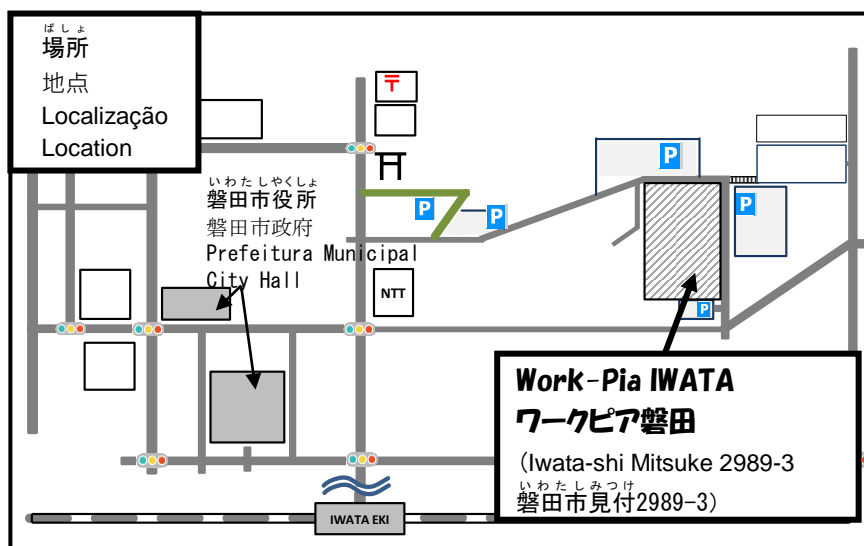 ばしょ
場所
地点
Localização
Location
〒
いわたしやくしょ
磐田市役所
磐田市政府
Prefeitura Municipal
City Hall
P
P
P
P
P
NTT
Work-Pia IWATA
ワークピア磐田
(Iwata-shi Mitsuke 2989-3
いわたしみつけ
磐田市見付2989-3)
IWATA EKI